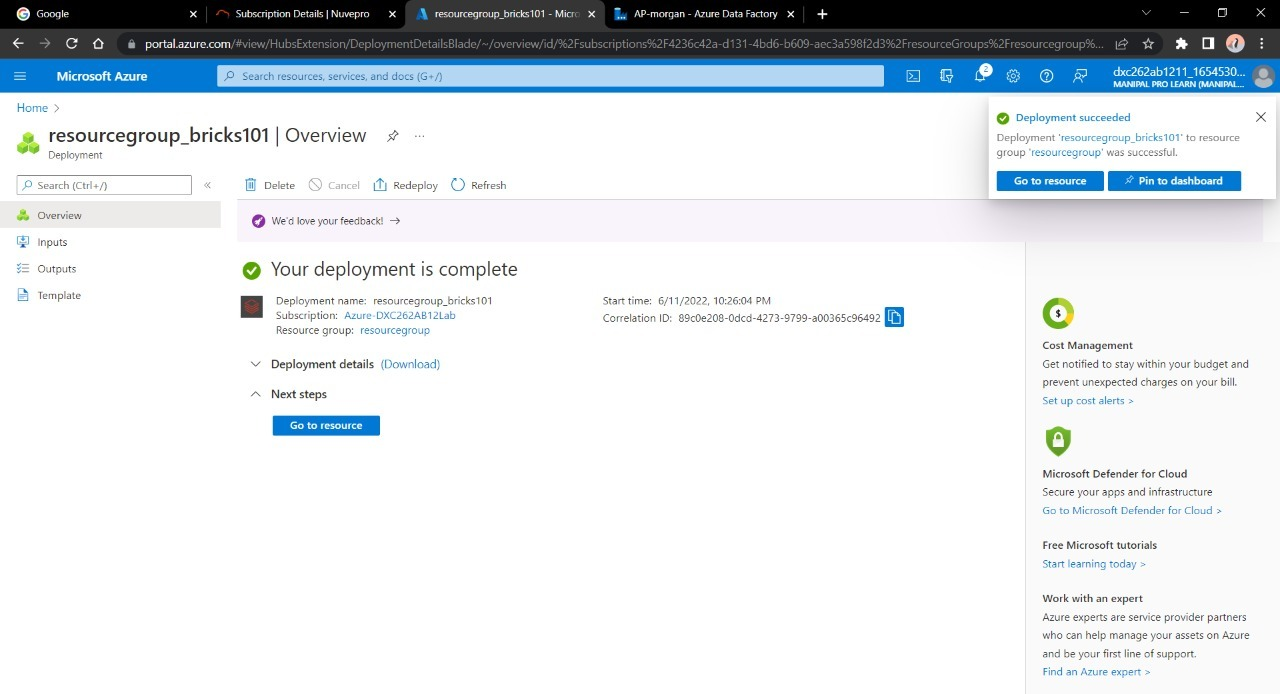 Google
Subscription Details | Nuvepro
resourcegroup_bricks101 - Micro
AP-morgan - Azure Data Factory
portal.azure.com/#view/HubsExtension/DeploymentDetailsBlade/~/overview/id/%2Fsubscriptions%2F4236c42a-d131-4bd6-b609-aec3a598f2d3%2FresourceGroups%2Fresourcegroup%...
Microsoft Azure
Search resources, services, and docs (G+/)
2
dxc262ab1211_1654530...
MANIPAL PRO LEARN (MANIPAL...
Home >
resourcegroup_bricks101 | Overview
...
Deployment
Deployment succeeded
Deployment 'resourcegroup_bricks101' to resource
group 'resourcegroup' was successful.
Go to resource
Pin to dashboard
Search (Ctrl+/)
«
Delete
Cancel
Redeploy
Refresh
Overview
Inputs
Outputs
Template
We'd love your feedback! →
Your deployment is complete
Deployment name: resourcegroup_bricks101
Subscription: Azure-DXC262AB12Lab
Resource group: resourcegroup
Start time: 6/11/2022, 10:26:04 PM
Correlation ID: 89c0e208-0dcd-4273-9799-a00365c96492
Deployment details (Download)
Next steps
Go to resource
Cost Management
Get notified to stay within your budget and
prevent unexpected charges on your bill.
Set up cost alerts >
Microsoft Defender for Cloud
Secure your apps and infrastructure
Go to Microsoft Defender for Cloud >
Free Microsoft tutorials
Start learning today >
Work with an expert
Azure experts are service provider partners
who can help manage your assets on Azure
and be your first line of support.
Find an Azure expert >